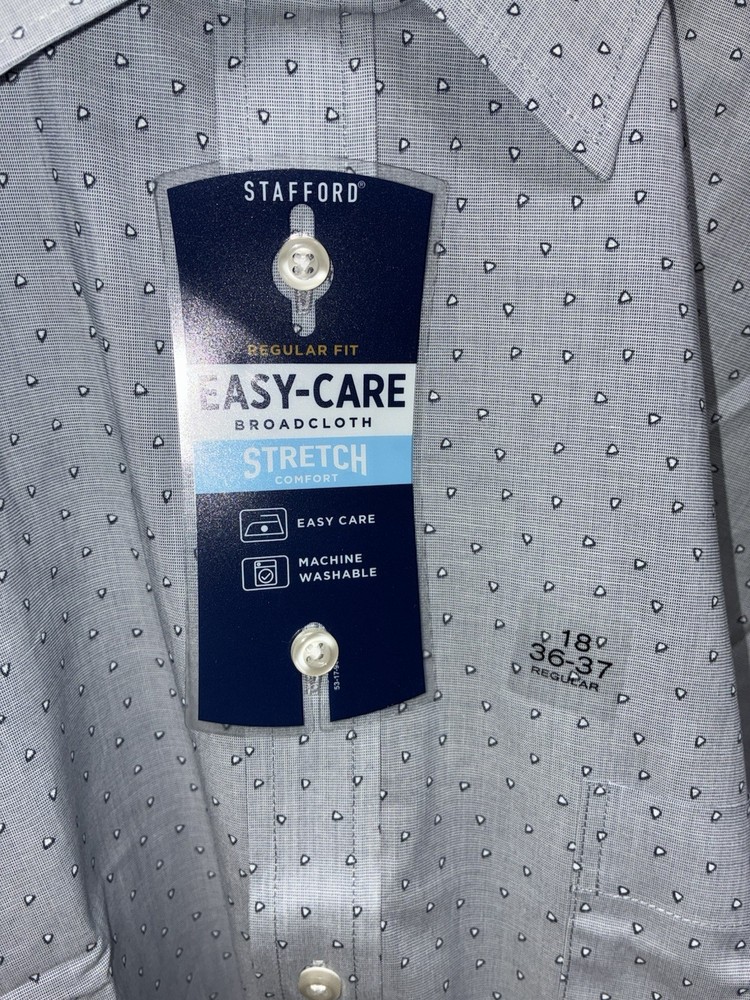 STAFFORD®
REGULAR FIT
EASY-CARE
BROADCLOTH
STRETCH
COMFORT
EASY CARE
MACHINE
WASHABLE
18
36-37
REGULAR